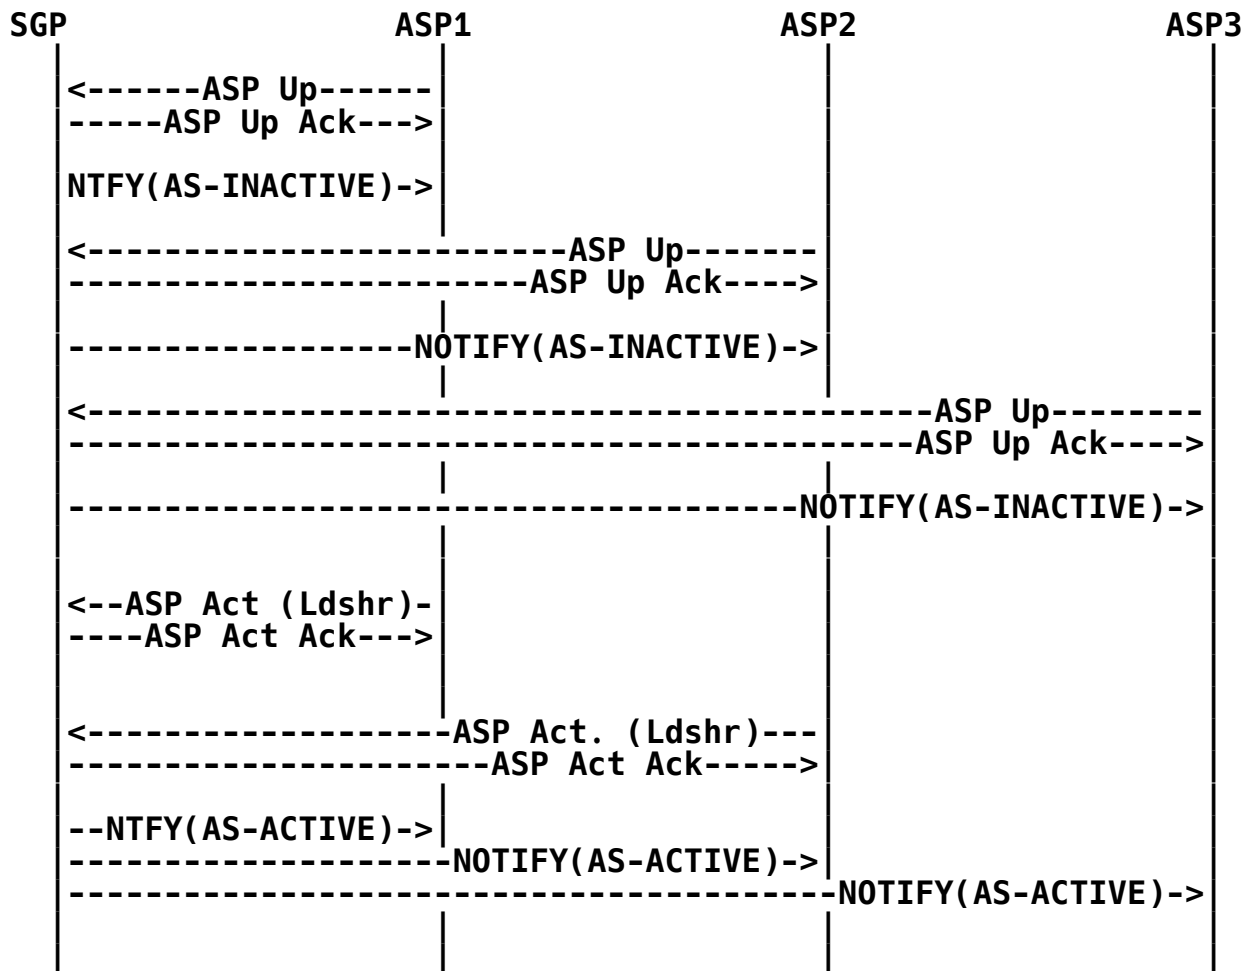 SGP ASP1 ASP2 ASP3
<------ASP Up------
-----ASP Up Ack--->
NTFY(AS-INACTIVE)->
<-------------------------ASP Up-------
------------------------ASP Up Ack---->
------------------NOTIFY(AS-INACTIVE)->
<--------------------------------------------ASP Up--------
--------------------------------------------ASP Up Ack---->
--------------------------------------NOTIFY(AS-INACTIVE)->
<--ASP Act (Ldshr)-
----ASP Act Ack--->
<-------------------ASP Act. (Ldshr)---
----------------------ASP Act Ack----->
--NTFY(AS-ACTIVE)->
--------------------NOTIFY(AS-ACTIVE)->
----------------------------------------NOTIFY(AS-ACTIVE)->